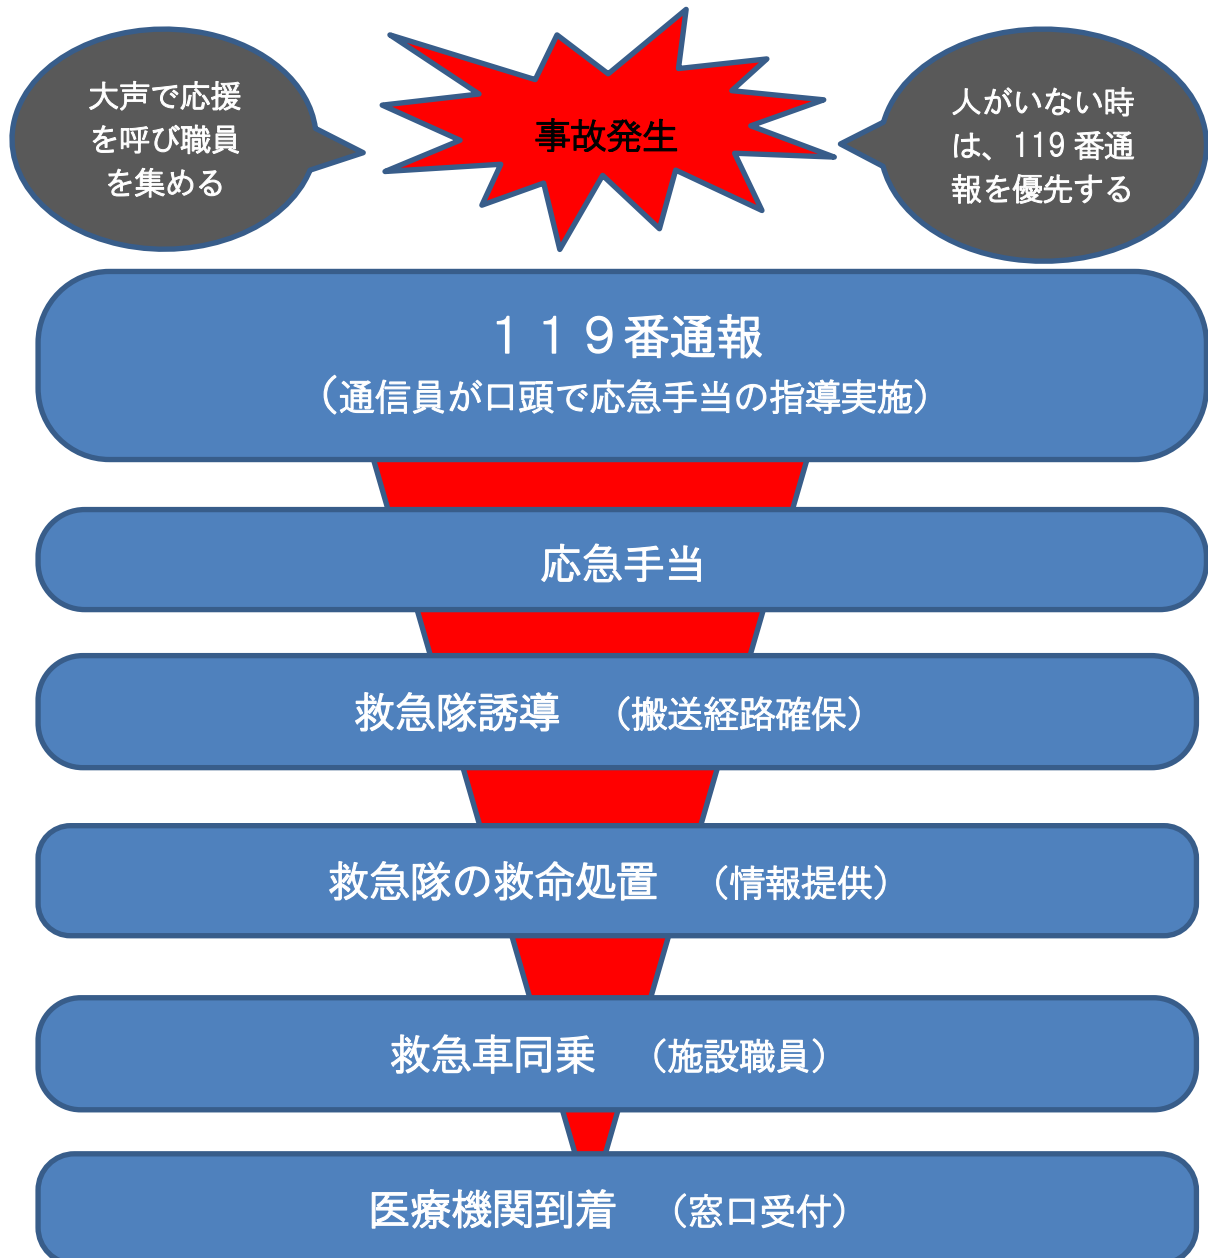 大声で応援
を呼び職員
を集める
事故発生
人がいない時
は、119 番通
報を優先する
１１９番通報
（通信員が口頭で応急手当の指導実施）
応急手当
救急隊誘導　（搬送経路確保）
救急隊の救命処置　（情報提供）
救急車同乗　（施設職員）
医療機関到着　（窓口受付）